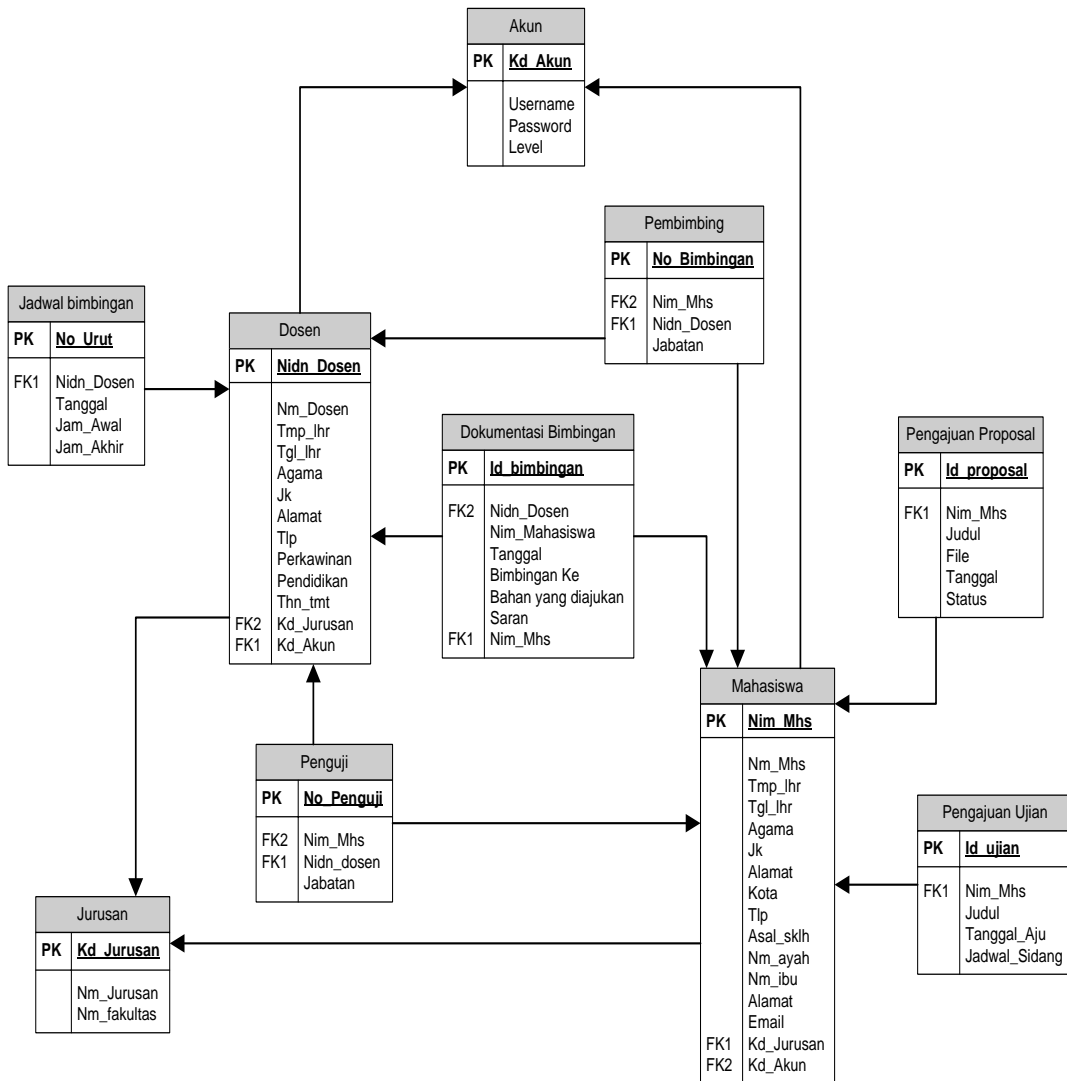 Akun
PK Kd_Akun
Username
Password
Level
Pembimbing
PK No_Bimbingan
FK2 Nim_Mhs
FK1 Nidn_Dosen
Jabatan
Jadwal bimbingan
PK No_Urut
FK1 Nidn_Dosen
Tanggal
Jam_Awal
Jam_Akhir
Dosen
PK Nidn_Dosen
Nm_Dosen
Tmp_lhr
Tgl_lhr
Agama
Jk
Alamat
Tlp
Perkawinan
Pendidikan
Thn_tmt
FK2 Kd_Jurusan
FK1 Kd_Akun
Dokumentasi Bimbingan
PK Id_bimbingan
FK2 Nidn_Dosen
Nim_Mahasiswa
Tanggal
Bimbingan Ke
Bahan yang diajukan
Saran
FK1 Nim_Mhs
Pengajuan Proposal
PK Id_proposal
FK1 Nim_Mhs
Judul
File
Tanggal
Status
Mahasiswa
PK Nim_Mhs
Nm_Mhs
Tmp_lhr
Tgl_lhr
Agama
Jk
Alamat
Kota
Tlp
Asal_sklh
Nm_ayah
Nm_ibu
Alamat
Email
FK1 Kd_Jurusan
FK2 Kd_Akun
Penguji
PK No_Penguji
FK2 Nim_Mhs
FK1 Nidn_dosen
Jabatan
Pengajuan Ujian
PK Id_ujian
FK1 Nim_Mhs
Judul
Tanggal_Aju
Jadwal_Sidang
Jurusan
PK Kd_Jurusan
Nm_Jurusan
Nm_fakultas